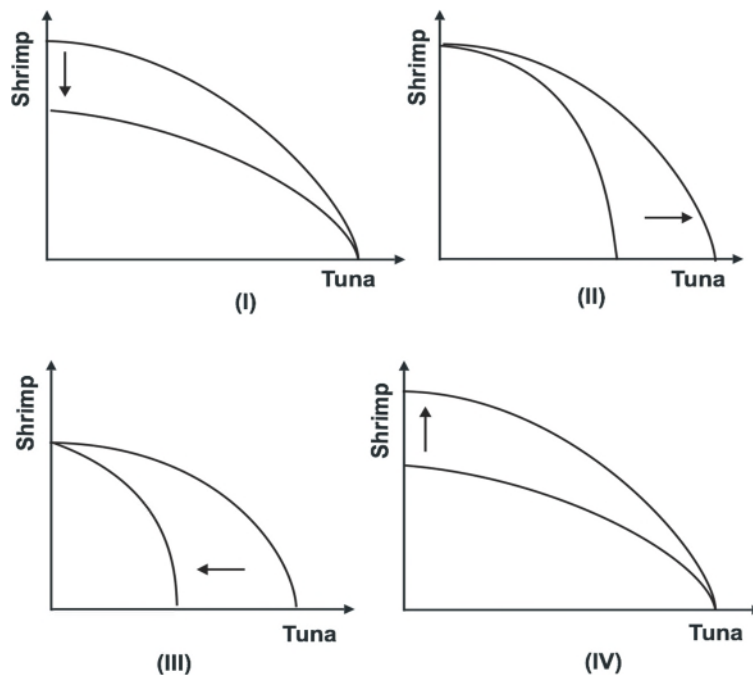 Shrimp
Tuna
(I)
Shrimp
Tuna
(II)
Shrimp
Tuna
(III)
Shrimp
Tuna
(IV)